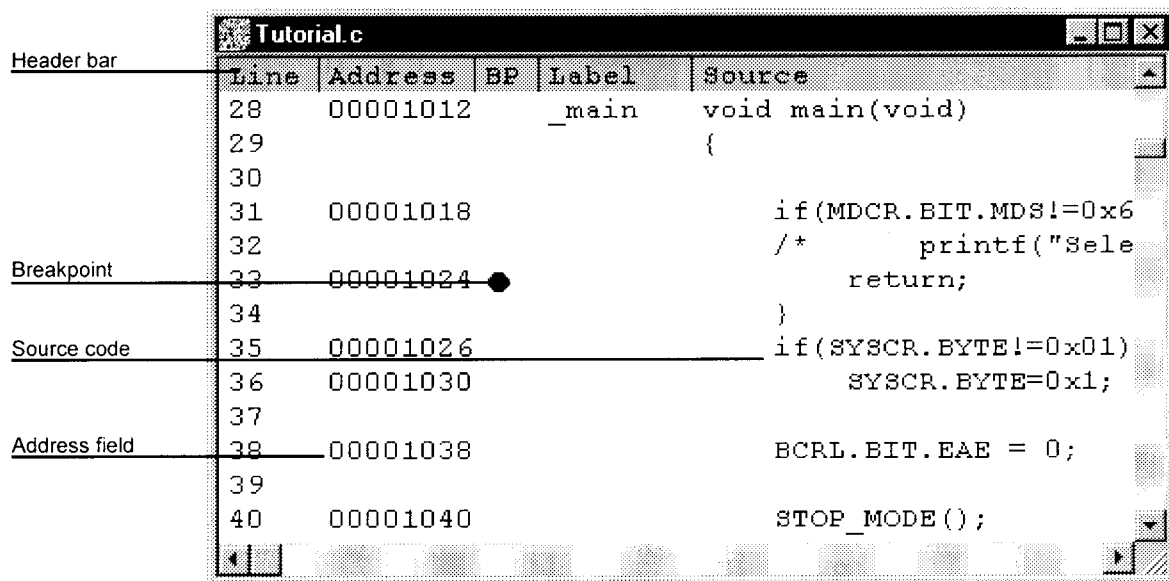 Tutorial.c
Header bar
Line Address BP Label Source
28 00001012 _main void main(void)
29 {
30
31 00001018 if(MDCR.BIT.MDS!=0x6
32 /* printf("Sele
Breakpoint
33 00001024 return;
34 }
Source code
35 00001026 if(SYSCR.BYTE!=0x01)
36 00001030 SYSCR.BYTE=0x1;
37
Address field
38 00001038 BCRL.BIT.EAE = 0;
39
40 00001040 STOP_MODE();